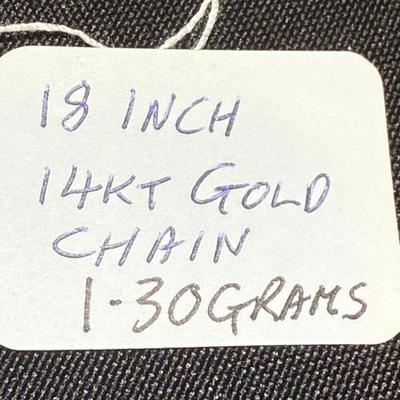 18 INCH
14KT GOLD
CHAIN
1-30GRAMS